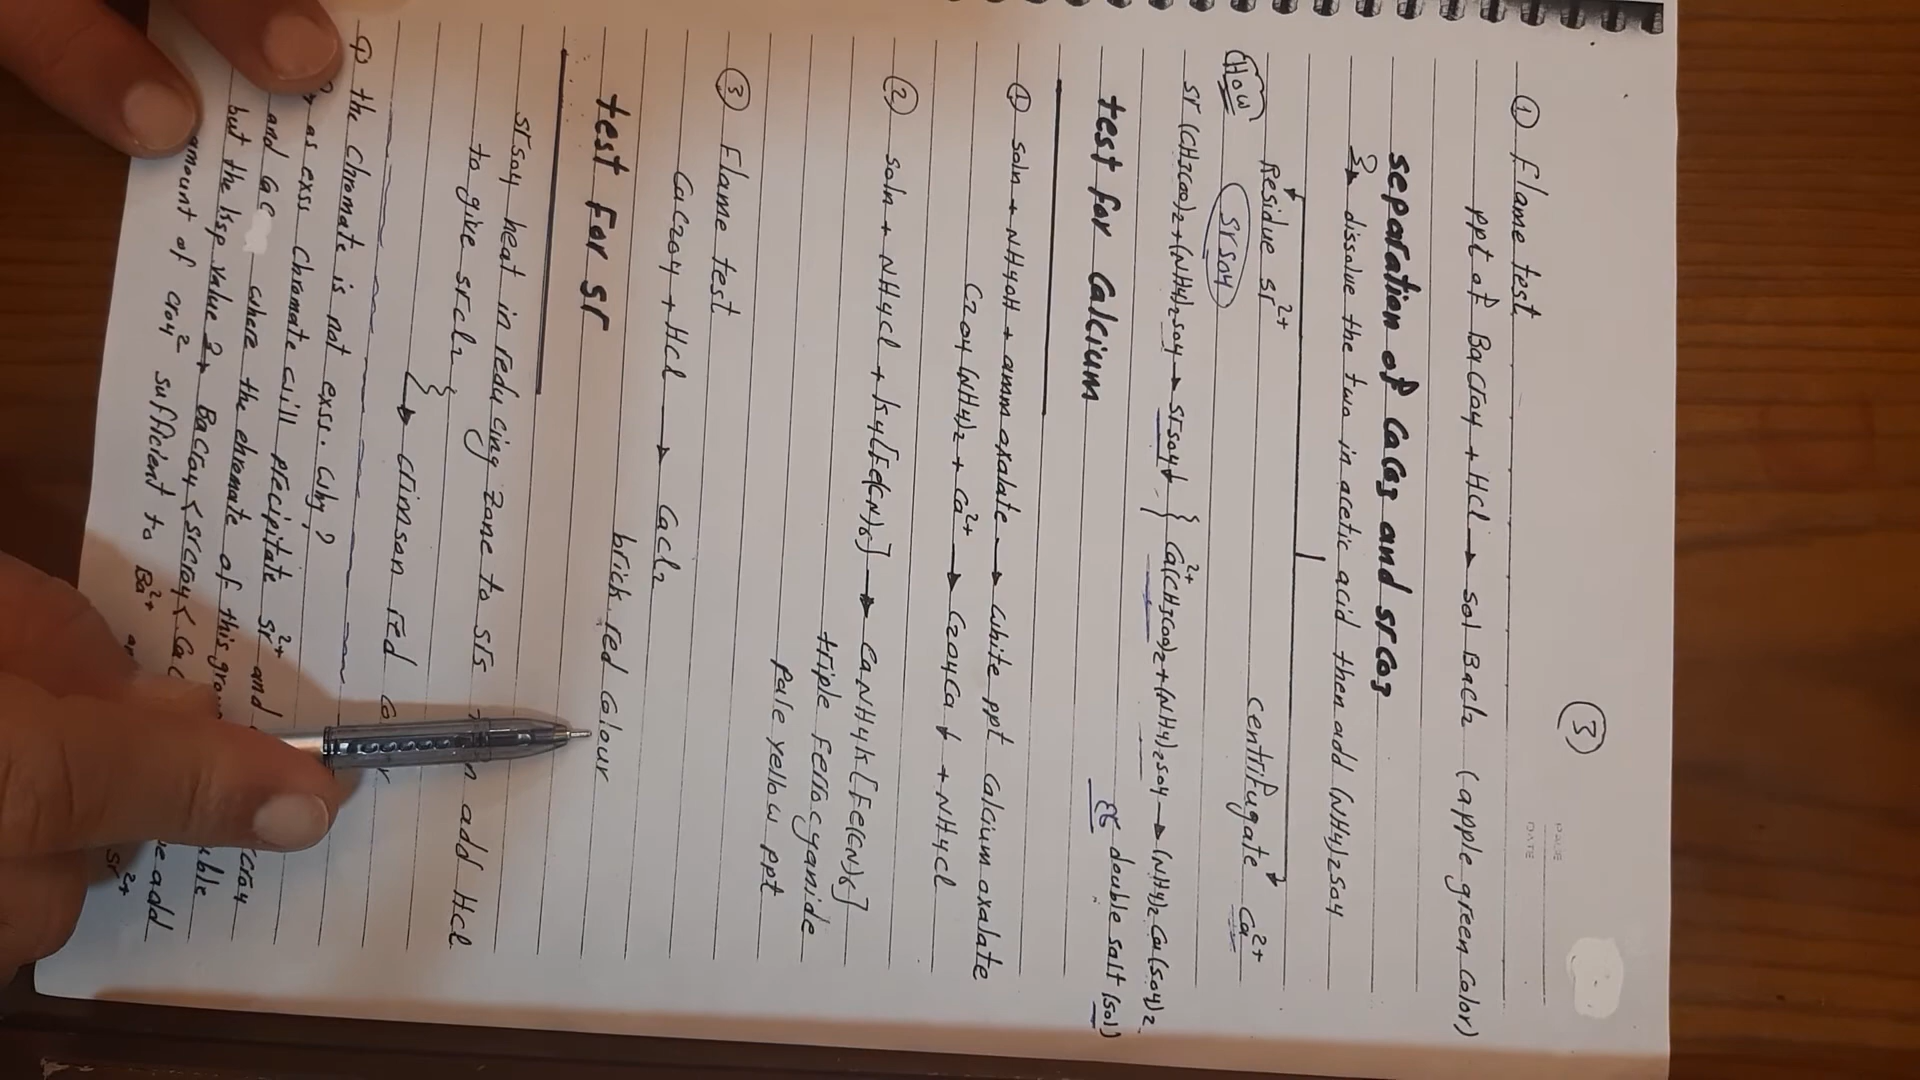 ③
PAGE
DATE
① Flame test
ppt of BaCro4 + Hcl → sol Bacl2 (apple green color)
separation of CaCo3 and srco3
dissolve the two in acetic acid then add (NH4)2so4
Residue sr2+
centrifugate Ca2+
How
srso4
sr(CH3Coo)2+(NH4)2so4 → srso4↓ } Ca2+(CH3Coo)2+(NH4)2so4 → (NH4)2Ca(so4)2
double salt (sol)
test for Calcium
① soln + NH4oH + amm oxalate → white ppt Calcium oxalate
C2o4(NH4)2 + Ca2+ → C2o4Ca↓ + NH4Cl
② soln + NH4Cl + K4[Fe(CN)6] → CaNH4K[Fe(CN)6]
triple Ferrocyanide
Pale yellow ppt
③ Flame test
CaC2o4 + Hcl → Cacl2
brick red Colour
test For sr
srso4 heat in reducing zone to srs add HCl
to give srcl2 } → crimson red
Q the chromate is not exss. why?
as exss chromate will precipitate sr2+ and
and Cac where the chromate of this
but the ksp value BaCro4 < srCro4 < Cac
amount of cro4 2 sufficient to Ba2+ sr2+